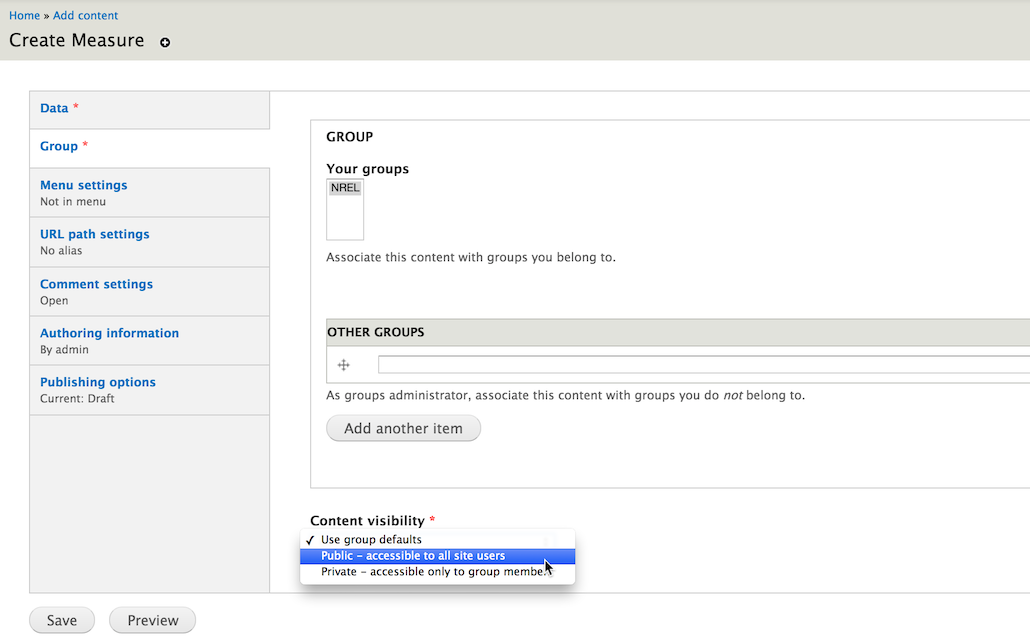 Home » Add content
Create Measure
Data *
Group *
Menu settings
Not in menu
URL path settings
No alias
Comment settings
Open
Authoring information
By admin
Publishing options
Current: Draft
GROUP
Your groups
NREL
Associate this content with groups you belong to.
OTHER GROUPS
As groups administrator, associate this content with groups you do not belong to.
Add another item
Content visibility *
✓ Use group defaults
Public – accessible to all site users
Private – accessible only to group
Save
Preview